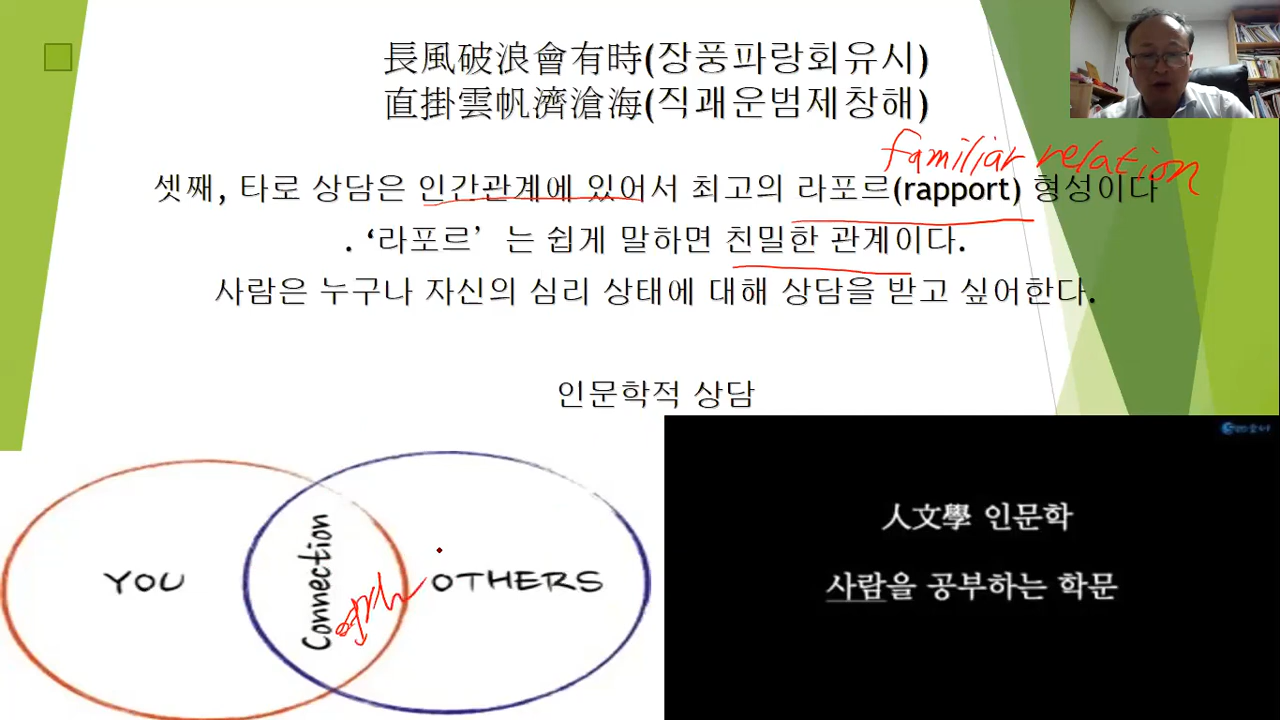 長風破浪會有時(장풍파랑회유시)
直掛雲帆濟滄海(직괘운범제창해)
familiar relation
셋째, 타로 상담은 인간관계에 있어서 최고의 라포르(rapport) 형성이다
. ‘라포르’ 는 쉽게 말하면 친밀한 관계이다.
사람은 누구나 자신의 심리 상태에 대해 상담을 받고 싶어한다.
인문학적 상담
YOU
Connection
OTHERS
人文學 인문학
사람을 공부하는 학문